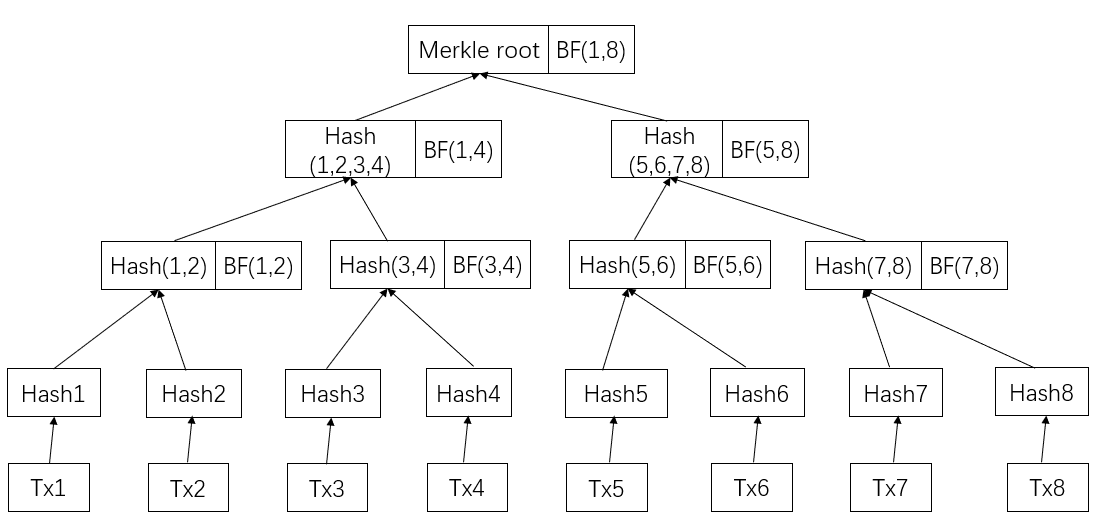 Merkle root BF(1,8)
Hash
(1,2,3,4)
BF(1,4)
Hash
(5,6,7,8)
BF(5,8)
Hash(1,2) BF(1,2)
Hash(3,4) BF(3,4)
Hash(5,6) BF(5,6)
Hash(7,8) BF(7,8)
Hash1
Hash2
Hash3
Hash4
Hash5
Hash6
Hash7
Hash8
Tx1
Tx2
Tx3
Tx4
Tx5
Tx6
Tx7
Tx8